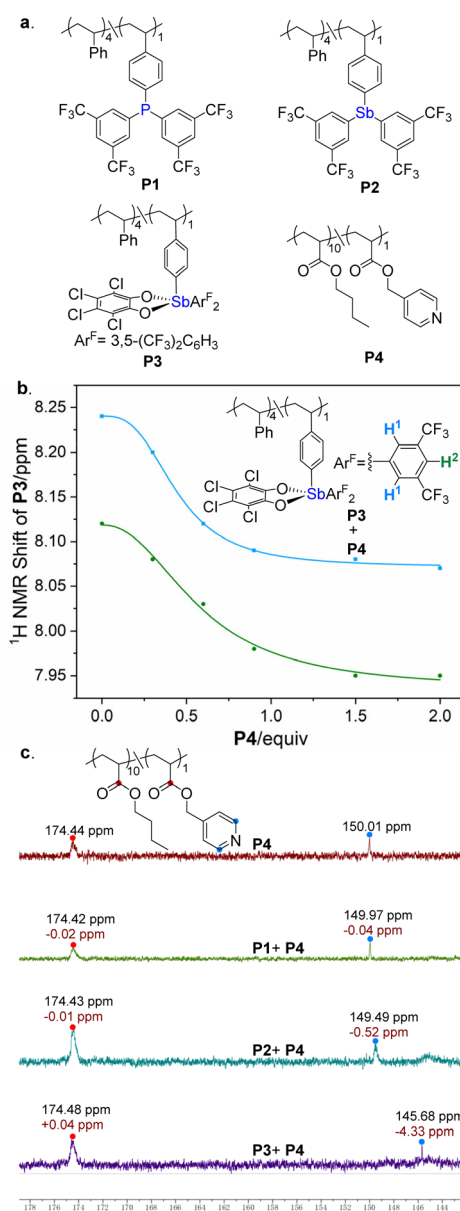 a.
4
1
Ph
CF₃
P
CF₃
CF₃
CF₃
P1
4
1
Ph
CF₃
Sb
CF₃
CF₃
CF₃
P2
4
1
Ph
Cl
Cl
O
Cl
O
SbArᶠ₂
Cl
Arᶠ= 3,5-(CF₃)₂C₆H₃
P3
10
1
O
O
O
O
N
P4
b.
8.25
8.20
8.15
8.10
8.05
8.00
7.95
¹H NMR Shift of P3/ppm
4
1
Ph
Cl
Cl
O
Cl
O
SbArᶠ₂
Cl
P3
+
P4
Arᶠ=
H¹
CF₃
H²
H¹
CF₃
0.0 0.5 1.0 1.5 2.0
P4/equiv
c.
10
1
O
O
O
O
N
174.44 ppm
P4
150.01 ppm
174.42 ppm
-0.02 ppm
P1+ P4
149.97 ppm
-0.04 ppm
174.43 ppm
-0.01 ppm
P2+ P4
149.49 ppm
-0.52 ppm
174.48 ppm
+0.04 ppm
P3+ P4
145.68 ppm
-4.33 ppm
178 176 174 172 170 168 166 164 162 160 158 156 154 152 150 148 146 144